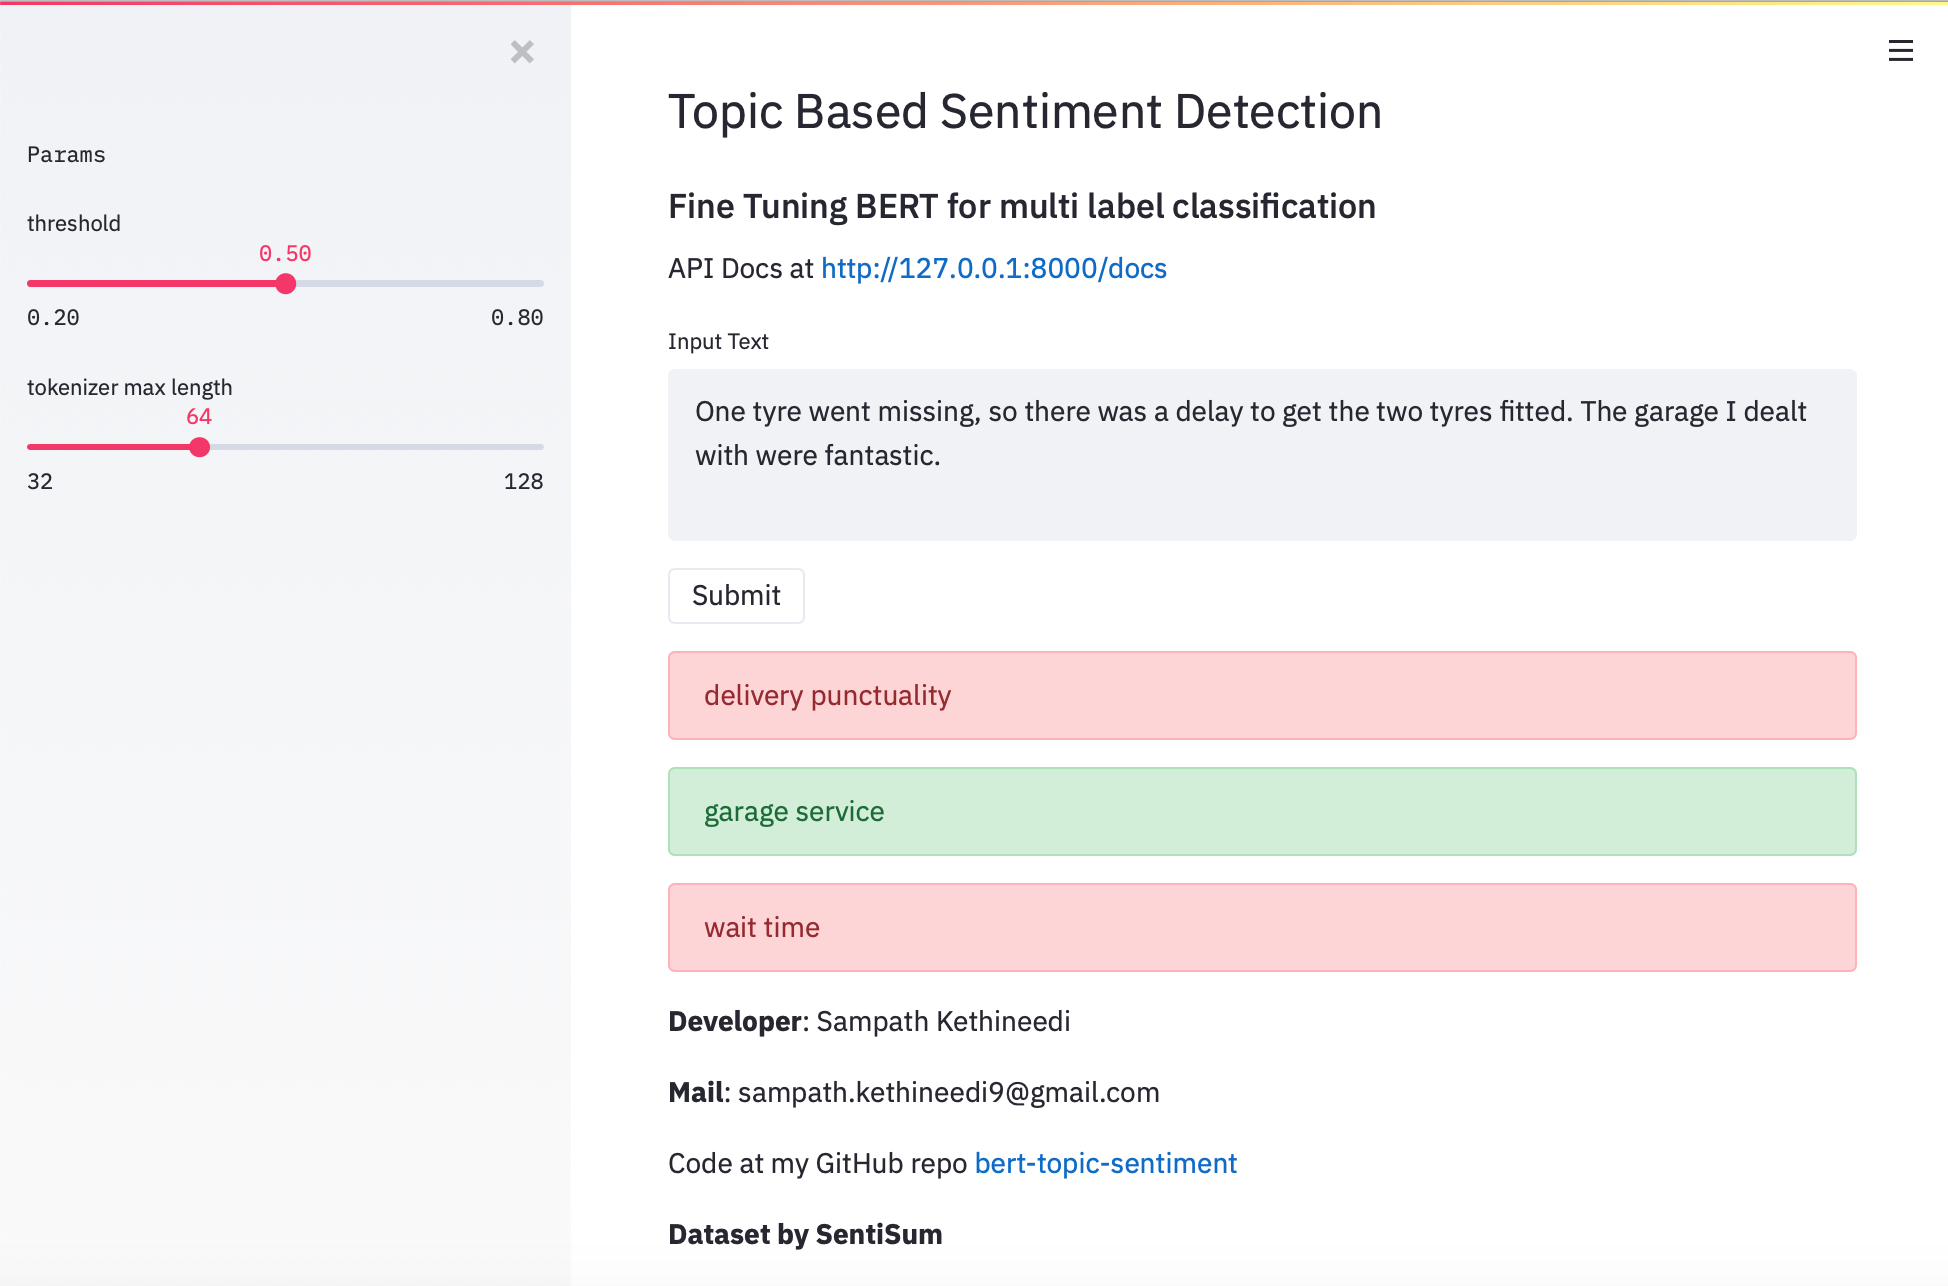 Params
threshold
0.50
0.20 0.80
tokenizer max length
64
32 128
Topic Based Sentiment Detection
Fine Tuning BERT for multi label classification
API Docs at http://127.0.0.1:8000/docs
Input Text
One tyre went missing, so there was a delay to get the two tyres fitted. The garage I dealt
with were fantastic.
Submit
delivery punctuality
garage service
wait time
Developer: Sampath Kethineedi
Mail: sampath.kethineedi9@gmail.com
Code at my GitHub repo bert-topic-sentiment
Dataset by SentiSum